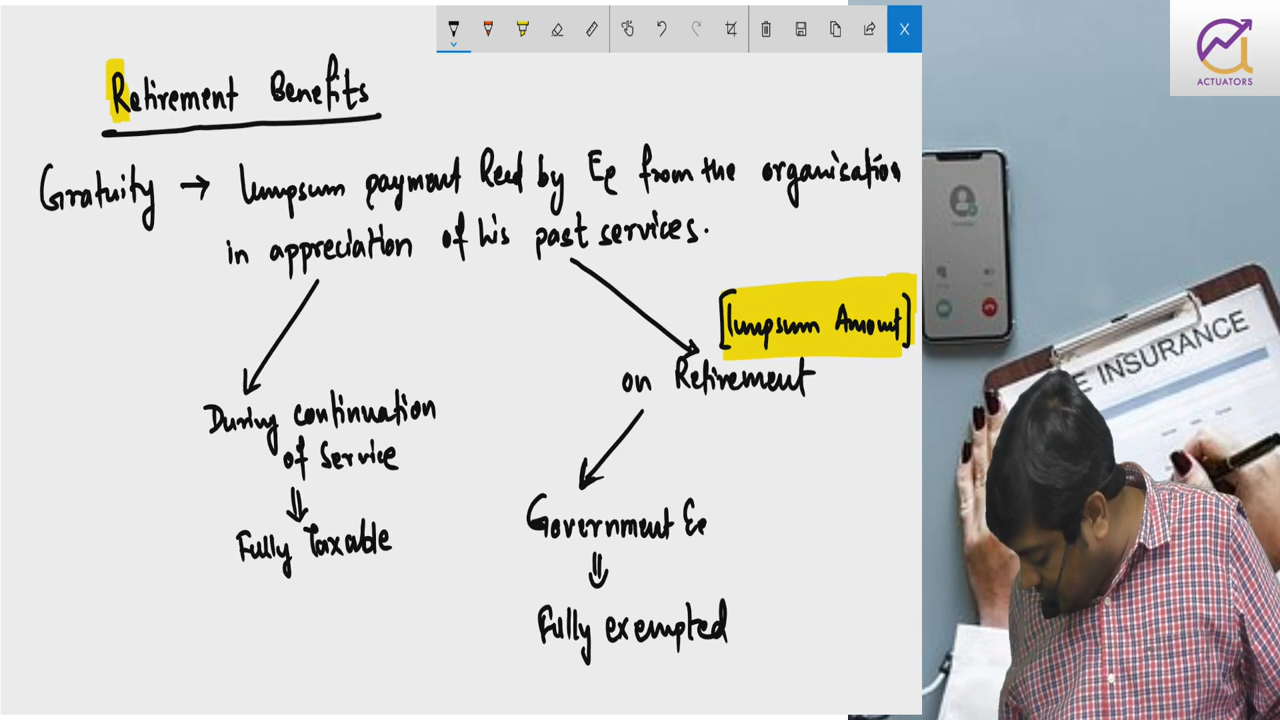 Retirement Benefits
Gratuity → lumpsum payment Recd by Ee from the organisation
in appreciation of his past services.
[lumpsum Amount]
on Retirement
During continuation
of Service
⇓
Fully Taxable
Government Ee
⇓
Fully exempted
ACTUATORS
E INSURANCE